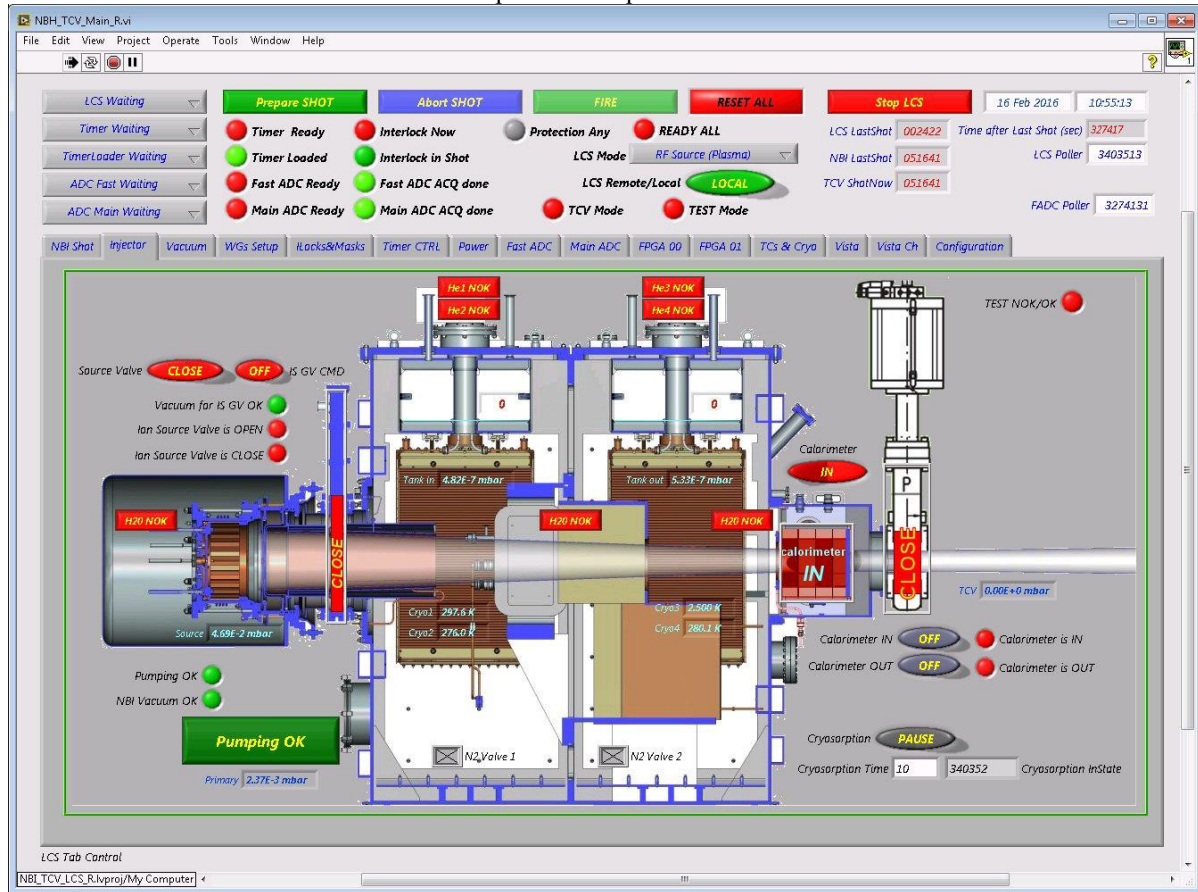 NBH_TCV_Main_R.vi
File Edit View Project Operate Tools Window Help
LCS Waiting
Prepare SHOT
Abort SHOT
FIRE
RESET ALL
Stop LCS
16 Feb 2016
10:55:13
Timer Waiting
Timer Ready
Interlock Now
Protection Any
READY ALL
LCS LastShot 002422
Time after Last Shot (sec) 327417
TimerLoader Waiting
Timer Loaded
Interlock in Shot
LCS Mode RF Source (Plasma)
NBI LastShot 051641
LCS Poller 3403513
ADC Fast Waiting
Fast ADC Ready
Fast ADC ACQ done
LCS Remote/Local LOCAL
TCV ShotNow 051641
ADC Main Waiting
Main ADC Ready
Main ADC ACQ done
TCV Mode
TEST Mode
FADC Poller 3274131
NBI Shot Injector Vacuum WGs Setup ILocks&Masks Timer CTRL Power Fast ADC Main ADC FPGA 00 FPGA 01 TCs & Cryo Vista Vista Ch Configuration
He1 NOK
He3 NOK
He2 NOK
He4 NOK
TEST NOK/OK
Source Valve CLOSE OFF IS GV CMD
Vacuum for IS GV OK
0
0
Ion Source Valve is OPEN
Ion Source Valve is CLOSE
Calorimeter
IN
Tank in 4.82E-7 mbar
Tank out 5.33E-7 mbar
P
H20 NOK
H20 NOK
H20 NOK
CLOSE
calorimeter
IN
CLOSE
TCV 0.00E+0 mbar
Cryo1 297.6 K
Cryo3 2.500 K
Cryo2 276.0 K
Cryo4 280.1 K
Source 4.69E-2 mbar
Calorimeter IN OFF Calorimeter is IN
Calorimeter OUT OFF Calorimeter is OUT
Pumping OK
NBI Vacuum OK
Pumping OK
N2 Valve 1
N2 Valve 2
Cryosorption PAUSE
Primary 2.37E-3 mbar
Cryosorption Time 10 340352 Cryosorption InState
LCS Tab Control
NBI_TCV_LCS_R.lvproj/My Computer